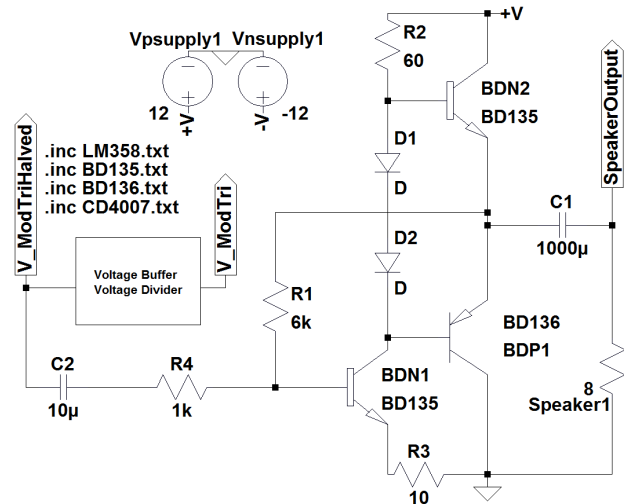 +V
R2
60
Vpsupply1 Vnsupply1
12
+V
-V
-12
BDN2
BD135
SpeakerOutput
V_ModTriHalved
.inc LM358.txt
.inc BD135.txt
.inc BD136.txt
.inc CD4007.txt
V_ModTri
D1
D
C1
1000µ
D2
D
Voltage Buffer
Voltage Divider
R1
6k
BD136
BDP1
C2
10µ
R4
1k
BDN1
BD135
8
Speaker1
R3
10